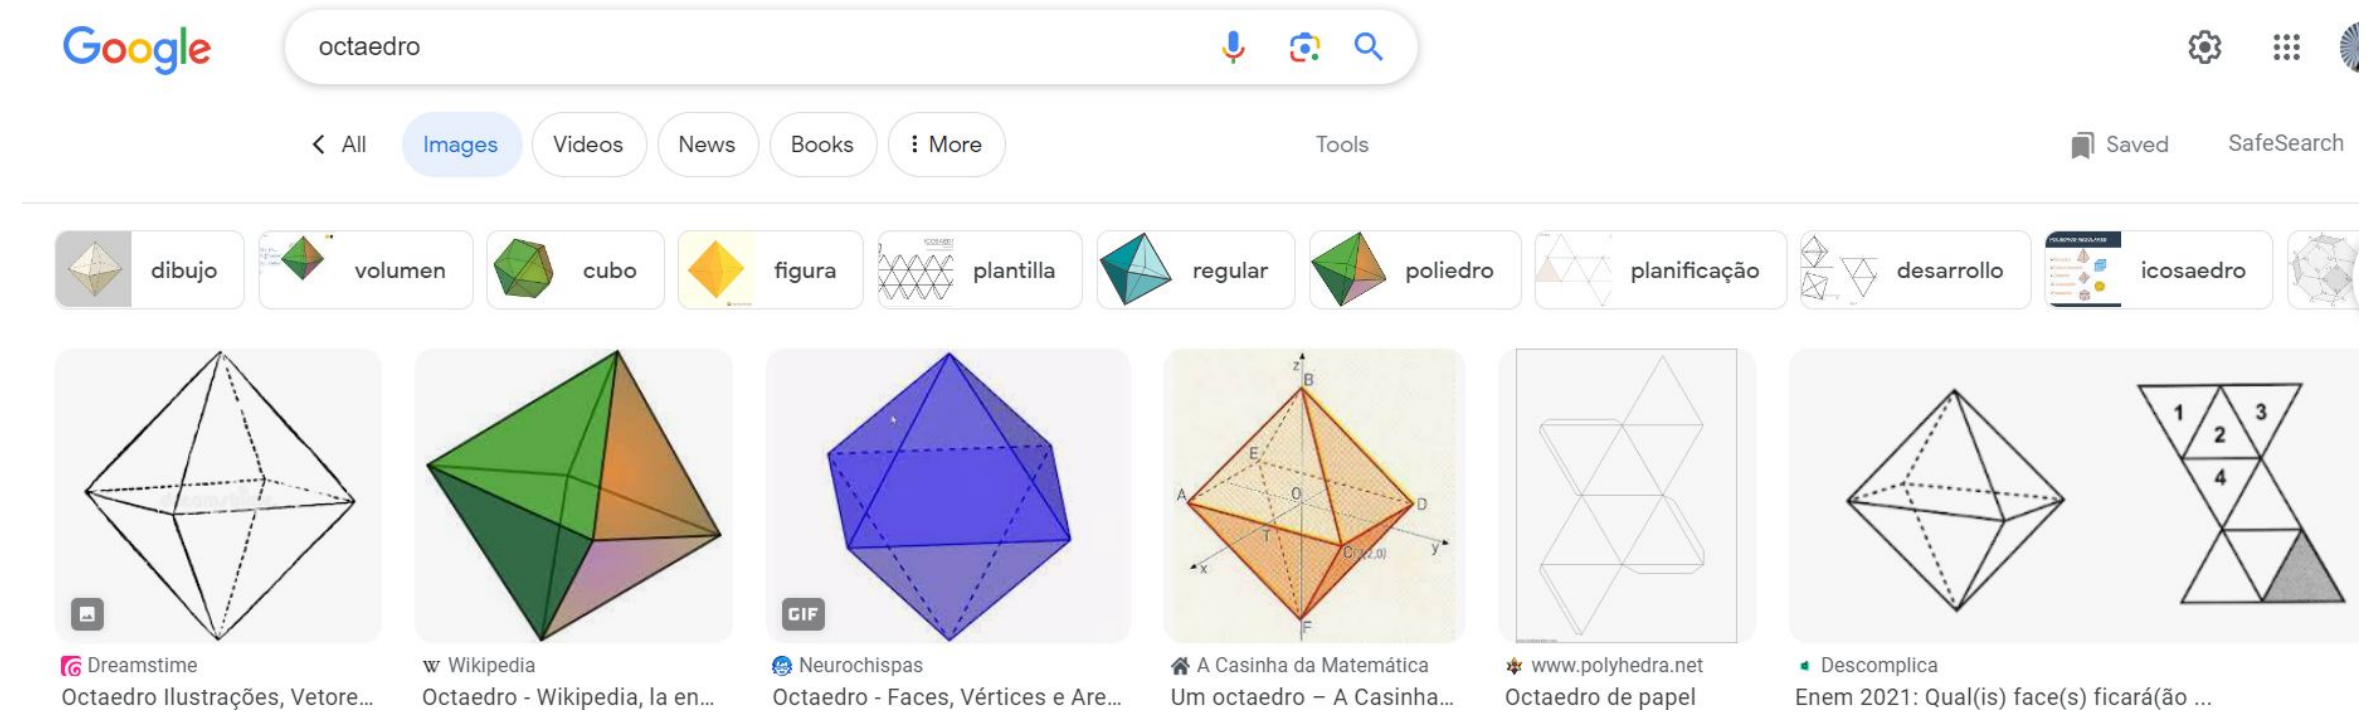 Google
octaedro
All
Images
Videos
News
Books
More
Tools
Saved
SafeSearch
dibujo
volumen
cubo
figura
plantilla
regular
poliedro
planificação
desarrollo
icosaedro
z
B
E
A
O
D
T
y
x
F
1
2
3
4
GIF
Dreamstime
Octaedro Ilustrações, Vetore...
W Wikipedia
Octaedro - Wikipedia, la en...
Neurochispas
Octaedro - Faces, Vértices e Are...
A Casinha da Matemática
Um octaedro – A Casinha...
www.polyhedra.net
Octaedro de papel
Descomplica
Enem 2021: Qual(is) face(s) ficará(ão ...